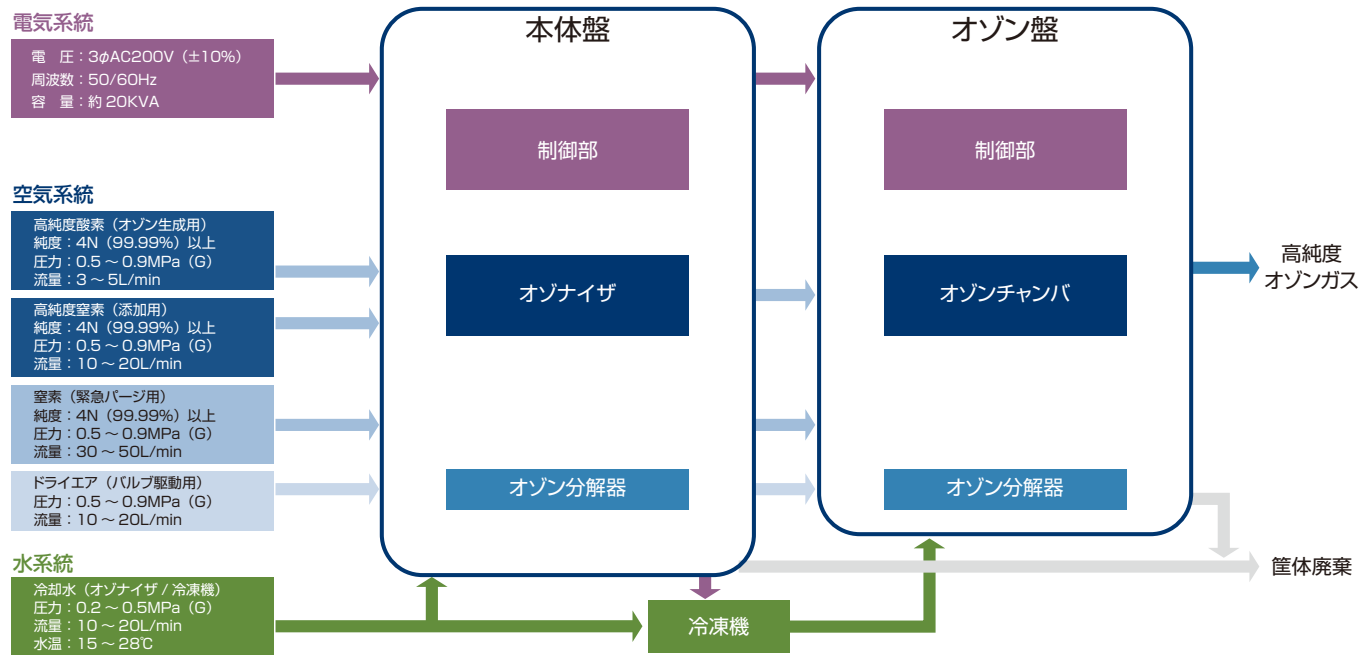 電気系統
電　圧：3φAC200V（±10%）
周波数：50/60Hz
容　量：約20KVA
空気系統
高純度酸素（オゾン生成用）
純度：4N（99.99%）以上
圧力：0.5～0.9MPa（G）
流量：3～5L/min
高純度窒素（添加用）
純度：4N（99.99%）以上
圧力：0.5～0.9MPa（G）
流量：10～20L/min
窒素（緊急パージ用）
純度：4N（99.99%）以上
圧力：0.5～0.9MPa（G）
流量：30～50L/min
ドライエア（バルブ駆動用）
圧力：0.5～0.9MPa（G）
流量：10～20L/min
水系統
冷却水（オゾナイザ/冷凍機）
圧力：0.2～0.5MPa（G）
流量：10～20L/min
水温：15～28℃
本体盤
制御部
オゾナイザ
オゾン分解器
冷凍機
オゾン盤
制御部
オゾンチャンバ
オゾン分解器
高純度
オゾンガス
筐体廃棄